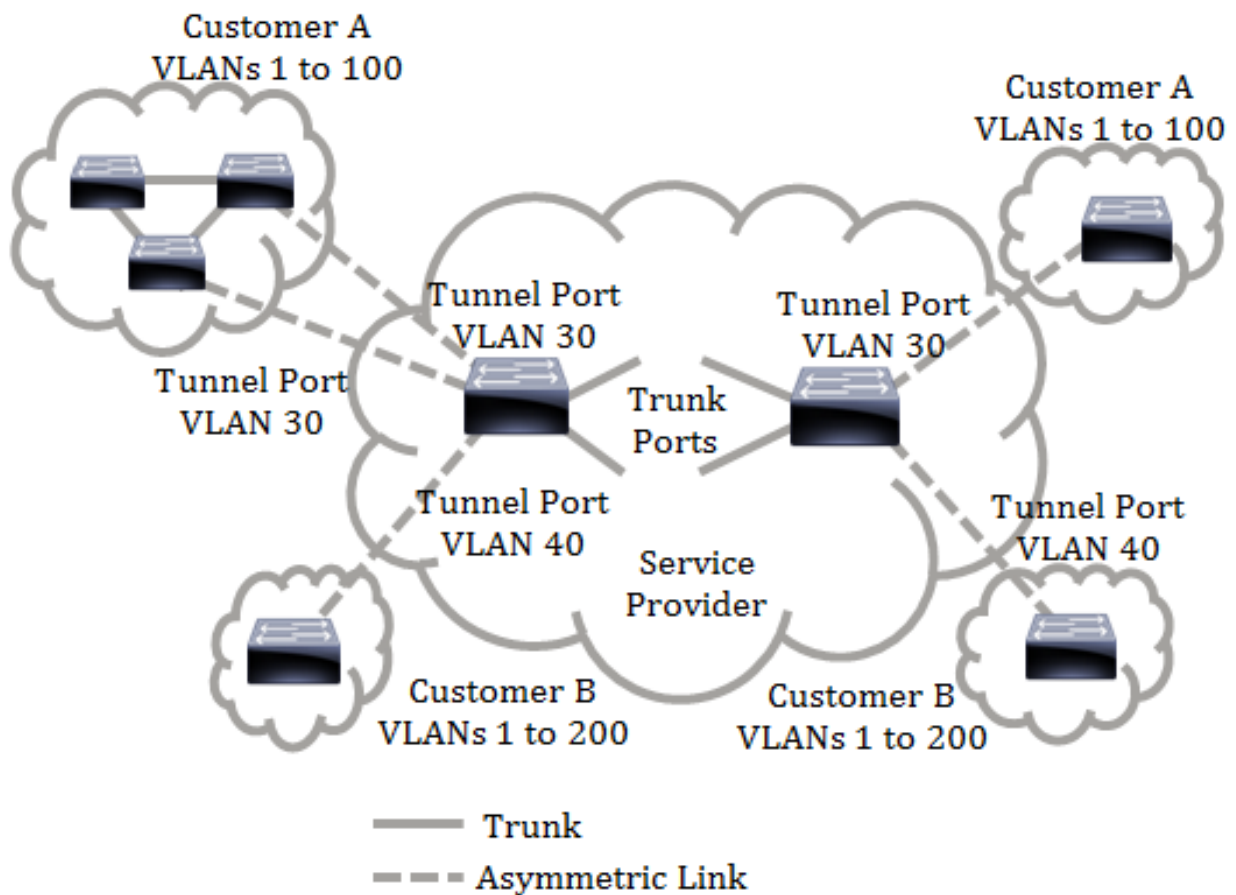 Customer A
VLANs 1 to 100
Customer A
VLANs 1 to 100
Tunnel Port
VLAN 30
Tunnel Port
VLAN 30
Tunnel Port
VLAN 30
Trunk
Ports
Tunnel Port
VLAN 40
Tunnel Port
VLAN 40
Service
Provider
Customer B
VLANs 1 to 200
Customer B
VLANs 1 to 200
Trunk
Asymmetric Link